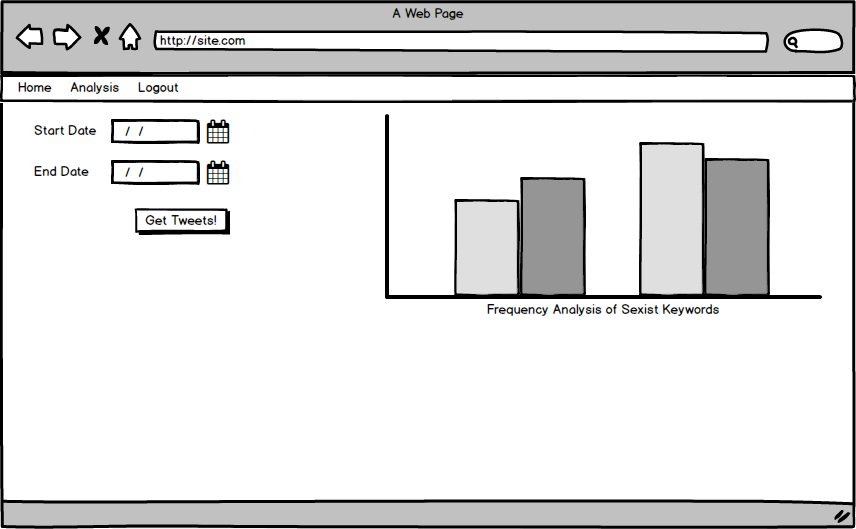 A Web Page
http://site.com
Home Analysis Logout
Start Date / /
End Date / /
Get Tweets!
Frequency Analysis of Sexist Keywords